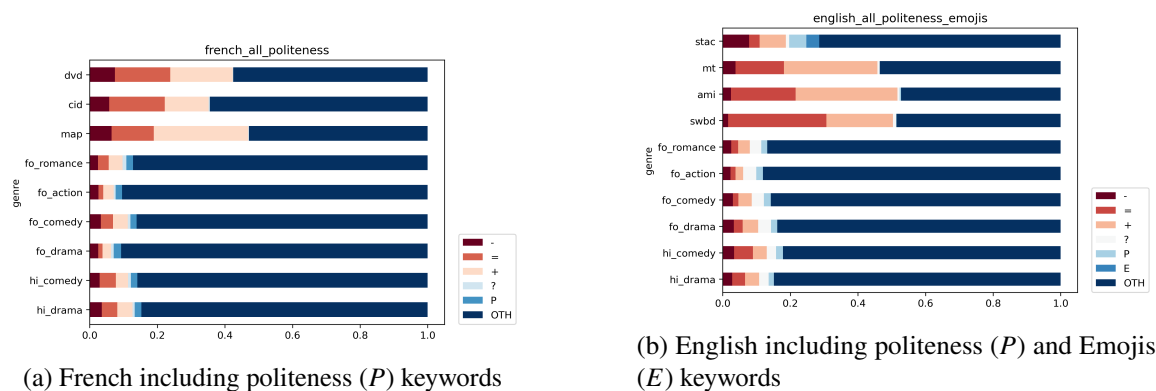 french_all_politeness
genre
dvd
cid
map
fo_romance
fo_action
fo_comedy
fo_drama
hi_comedy
hi_drama
0.0 0.2 0.4 0.6 0.8 1.0
-
=
+
?
P
OTH
(a) French including politeness (P) keywords
english_all_politeness_emojis
genre
stac
mt
ami
swbd
fo_romance
fo_action
fo_comedy
fo_drama
hi_comedy
hi_drama
0.0 0.2 0.4 0.6 0.8 1.0
-
=
+
?
P
E
OTH
(b) English including politeness (P) and Emojis
(E) keywords